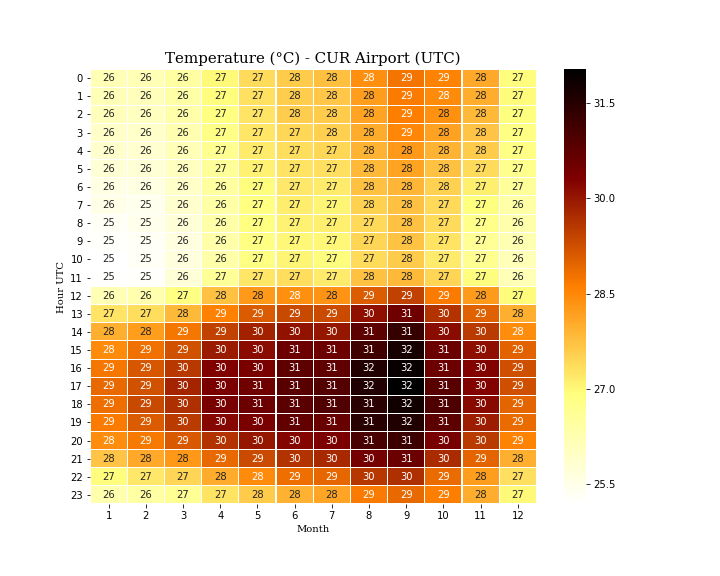 Temperature (°C) - CUR Airport (UTC)
0 26 26 26 27 27 28 28 28 29 29 28 27
1 26 26 26 27 27 28 28 28 29 28 28 27
2 26 26 26 27 27 28 28 28 29 28 28 27
3 26 26 26 27 27 27 28 28 29 28 28 27
4 26 26 26 27 27 27 27 28 28 28 28 27
5 26 26 26 26 27 27 27 28 28 28 27 27
6 26 26 26 26 27 27 27 28 28 28 27 27
7 26 25 26 26 27 27 27 28 28 27 27 26
8 25 25 26 26 27 27 27 27 28 27 27 26
9 25 25 26 26 27 27 27 27 28 27 27 26
10 25 25 26 26 27 27 27 27 28 27 27 26
11 25 25 26 27 27 27 27 28 28 27 27 26
12 26 26 27 28 28 28 28 29 29 29 28 27
13 27 27 28 29 29 29 29 30 31 30 29 28
14 28 28 29 29 30 30 30 31 31 30 30 28
15 28 29 29 30 30 31 31 31 32 31 30 29
16 29 29 30 30 30 31 31 32 32 31 30 29
17 29 29 30 30 31 31 31 32 32 31 30 29
18 29 29 30 30 31 31 31 31 32 31 30 29
19 29 29 30 30 30 31 31 31 32 31 30 29
20 28 29 29 30 30 30 30 31 31 30 30 29
21 28 28 28 29 29 30 30 30 31 30 29 28
22 27 27 27 28 28 29 29 30 30 29 28 27
23 26 26 27 27 28 28 28 29 29 29 28 27
1 2 3 4 5 6 7 8 9 10 11 12
Month
Hour UTC
31.5
30.0
28.5
27.0
25.5